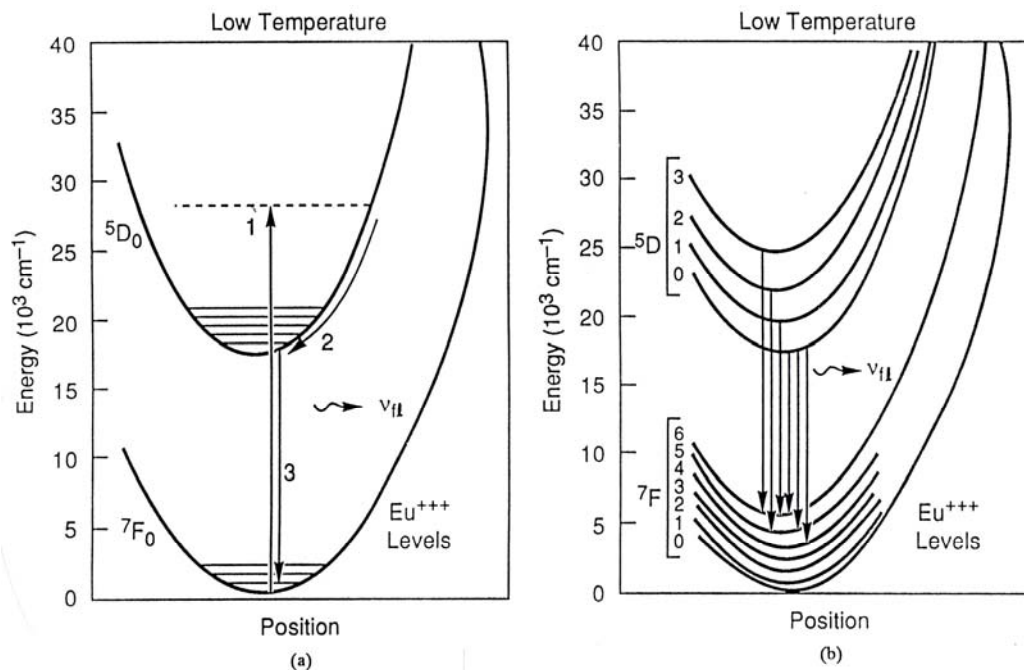 Low Temperature
40
35
30
25
20
15
10
5
0
Energy (10³ cm⁻¹)
⁵D₀
⁷F₀
1
2
3
νfl
Eu+++
Levels
Position
(a)
Low Temperature
40
35
30
25
20
15
10
5
0
Energy (10³ cm⁻¹)
⁵D
3
2
1
0
⁷F
6
5
4
3
2
1
0
νfl
Eu+++
Levels
Position
(b)